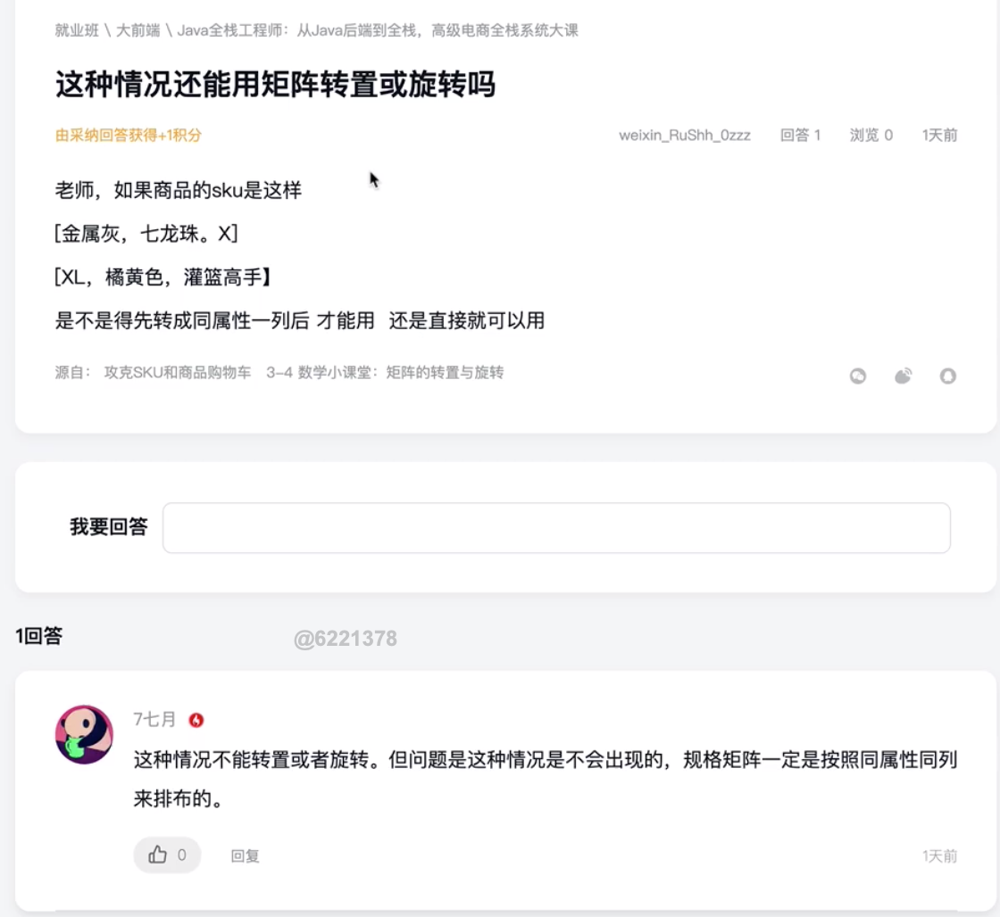 就业班 \ 大前端 \ Java全栈工程师：从Java后端到全栈，高级电商全栈系统大课
这种情况还能用矩阵转置或旋转吗
由采纳回答获得+1积分
weixin_RuShh_0zzz 回答 1 浏览 0 1天前
老师，如果商品的sku是这样
[金属灰，七龙珠。X]
[XL，橘黄色，灌篮高手】
是不是得先转成同属性一列后 才能用 还是直接就可以用
源自： 攻克SKU和商品购物车 3-4 数学小课堂：矩阵的转置与旋转
我要回答
1回答
@6221378
7七月
这种情况不能转置或者旋转。但问题是这种情况是不会出现的，规格矩阵一定是按照同属性同列
来排布的。
0 回复 1天前